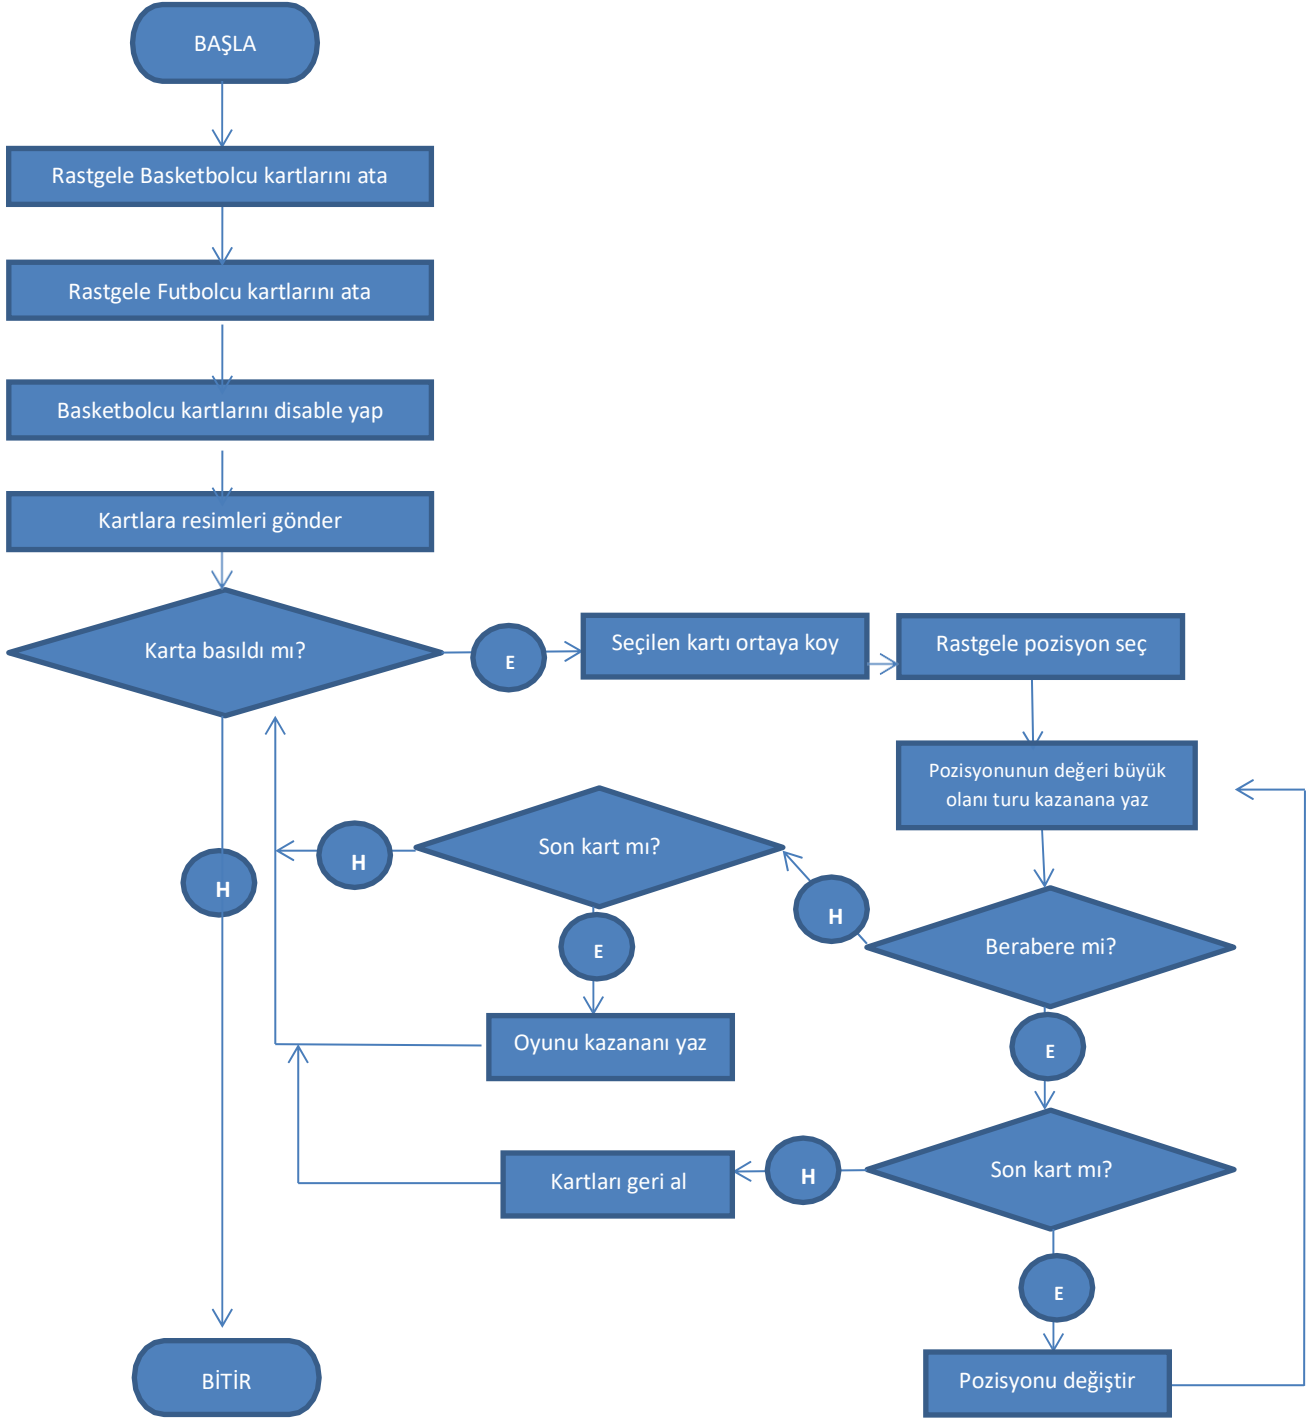 BAŞLA
Rastgele Basketbolcu kartlarını ata
Rastgele Futbolcu kartlarını ata
Basketbolcu kartlarını disable yap
Kartlara resimleri gönder
Karta basıldı mı?
E
Seçilen kartı ortaya koy
Rastgele pozisyon seç
Pozisyonunun değeri büyük
olanı turu kazanana yaz
Son kart mı?
H
H
H
Berabere mi?
E
Oyunu kazananı yaz
E
Kartları geri al
H
Son kart mı?
E
BİTİR
Pozisyonu değiştir